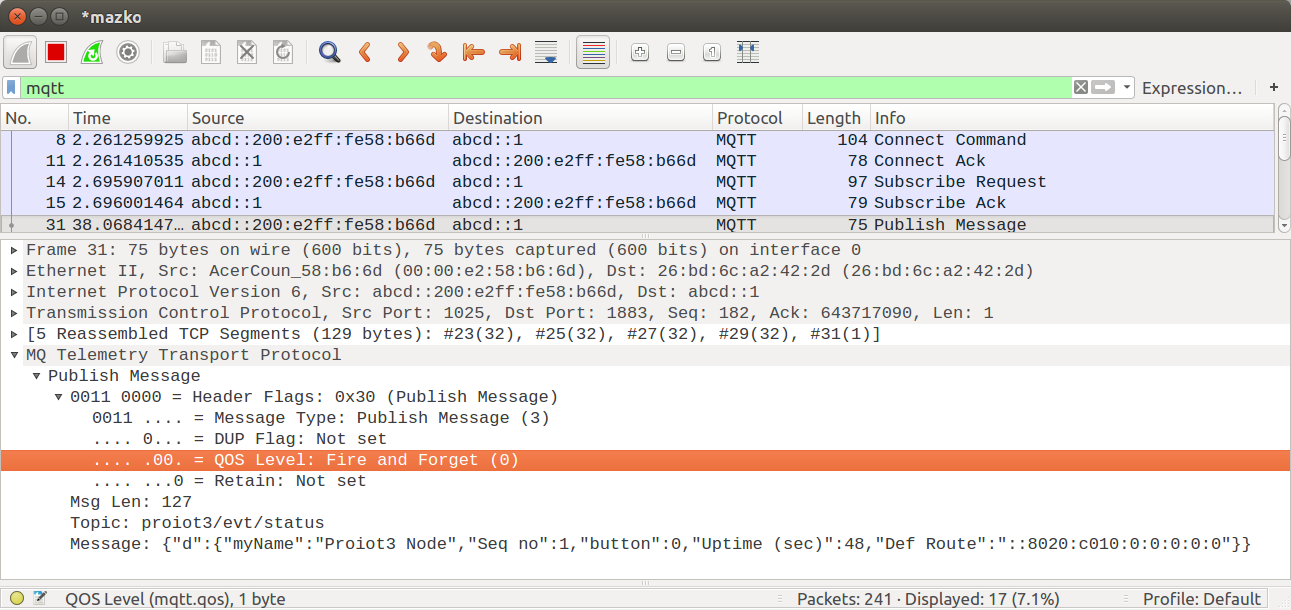 *mazko
mqtt
Expression… +
No. Time Source Destination Protocol Length Info
8 2.261259925 abcd::200:e2ff:fe58:b66d abcd::1 MQTT 104 Connect Command
11 2.261410535 abcd::1 abcd::200:e2ff:fe58:b66d MQTT 78 Connect Ack
14 2.695907011 abcd::200:e2ff:fe58:b66d abcd::1 MQTT 97 Subscribe Request
15 2.696001464 abcd::1 abcd::200:e2ff:fe58:b66d MQTT 79 Subscribe Ack
31 38.0684147… abcd::200:e2ff:fe58:b66d abcd::1 MQTT 75 Publish Message
Frame 31: 75 bytes on wire (600 bits), 75 bytes captured (600 bits) on interface 0
Ethernet II, Src: AcerCoun_58:b6:6d (00:00:e2:58:b6:6d), Dst: 26:bd:6c:a2:42:2d (26:bd:6c:a2:42:2d)
Internet Protocol Version 6, Src: abcd::200:e2ff:fe58:b66d, Dst: abcd::1
Transmission Control Protocol, Src Port: 1025, Dst Port: 1883, Seq: 182, Ack: 643717090, Len: 1
[5 Reassembled TCP Segments (129 bytes): #23(32), #25(32), #27(32), #29(32), #31(1)]
MQ Telemetry Transport Protocol
Publish Message
0011 0000 = Header Flags: 0x30 (Publish Message)
0011 .... = Message Type: Publish Message (3)
.... 0... = DUP Flag: Not set
.... .00. = QOS Level: Fire and Forget (0)
.... ...0 = Retain: Not set
Msg Len: 127
Topic: proiot3/evt/status
Message: {"d":{"myName":"Proiot3 Node","Seq no":1,"button":0,"Uptime (sec)":48,"Def Route":"::8020:c010:0:0:0:0:0"}}
QOS Level (mqtt.qos), 1 byte
Packets: 241 · Displayed: 17 (7.1%)
Profile: Default